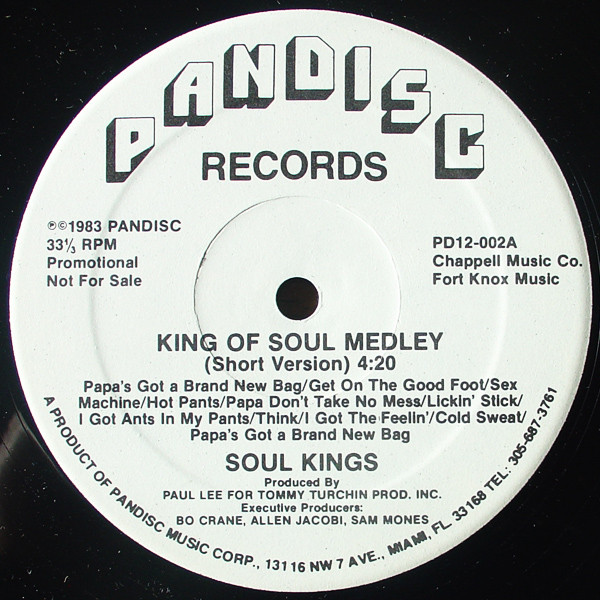 PANDISC
RECORDS
℗©1983 PANDISC
33⅓ RPM
Promotional
Not For Sale
PD12-002A
Chappell Music Co.
Fort Knox Music
KING OF SOUL MEDLEY
(Short Version) 4:20
Papa's Got a Brand New Bag/Get On The Good Foot/Sex
Machine/Hot Pants/Papa Don't Take No Mess/Lickin' Stick/
I Got Ants In My Pants/Think/I Got The Feelin'/Cold Sweat/
Papa's Got a Brand New Bag
SOUL KINGS
Produced By
PAUL LEE FOR TOMMY TURCHIN PROD. INC.
Executive Producers:
BO CRANE, ALLEN JACOBI, SAM MONES
A PRODUCT OF PANDISC MUSIC CORP., 13116 NW 7 AVE., MIAMI, FL. 33168 TEL: 305-687-3761